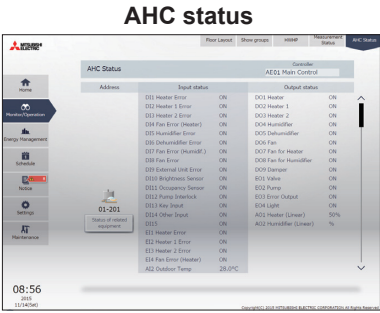 AHC status
MITSUBISHI ELECTRIC
Floor Layout
Show groups
HWHP
Measurement Status
AHC Status
AHC Status
Controller
AE01 Main Control
Home
Monitor/Operation
Energy Management
Schedule
Notice
Settings
Maintenance
08:56
2015
11/14(Sat)
Address
Input status
Output status
01-201
Status of related equipment
DI1 Heater Error ON
DI2 Heater 1 Error ON
DI3 Heater 2 Error ON
DI4 Fan Error (Heater) ON
DI5 Humidifier Error ON
DI6 Dehumidifier Error ON
DI7 Fan Error (Humidif.) ON
DI8 Fan Error ON
DI9 External Unit Error ON
DI10 Brightness Sensor ON
DI11 Occupancy Sensor ON
DI12 Pump Interlock ON
DI13 Key Input ON
DI14 Other Input ON
DI15 ON
EI1 Heater Error ON
EI2 Heater 1 Error ON
EI3 Heater 2 Error ON
EI4 Fan Error (Heater) ON
AI2 Outdoor Temp 28.0°C
DO1 Heater ON
DO2 Heater 1 ON
DO3 Heater 2 ON
DO4 Humidifier ON
DO5 Dehumidifier ON
DO6 Fan ON
DO7 Fan for Heater ON
DO8 Fan for Humidifier ON
DO9 Damper ON
EO1 Valve ON
EO2 Pump ON
EO3 Error Output ON
EO4 Light ON
AO1 Heater (Linear) 50%
AO2 Humidifier (Linear) %
Copyright(C) 2015 MITSUBISHI ELECTRIC CORPORATION All Rights Reserved